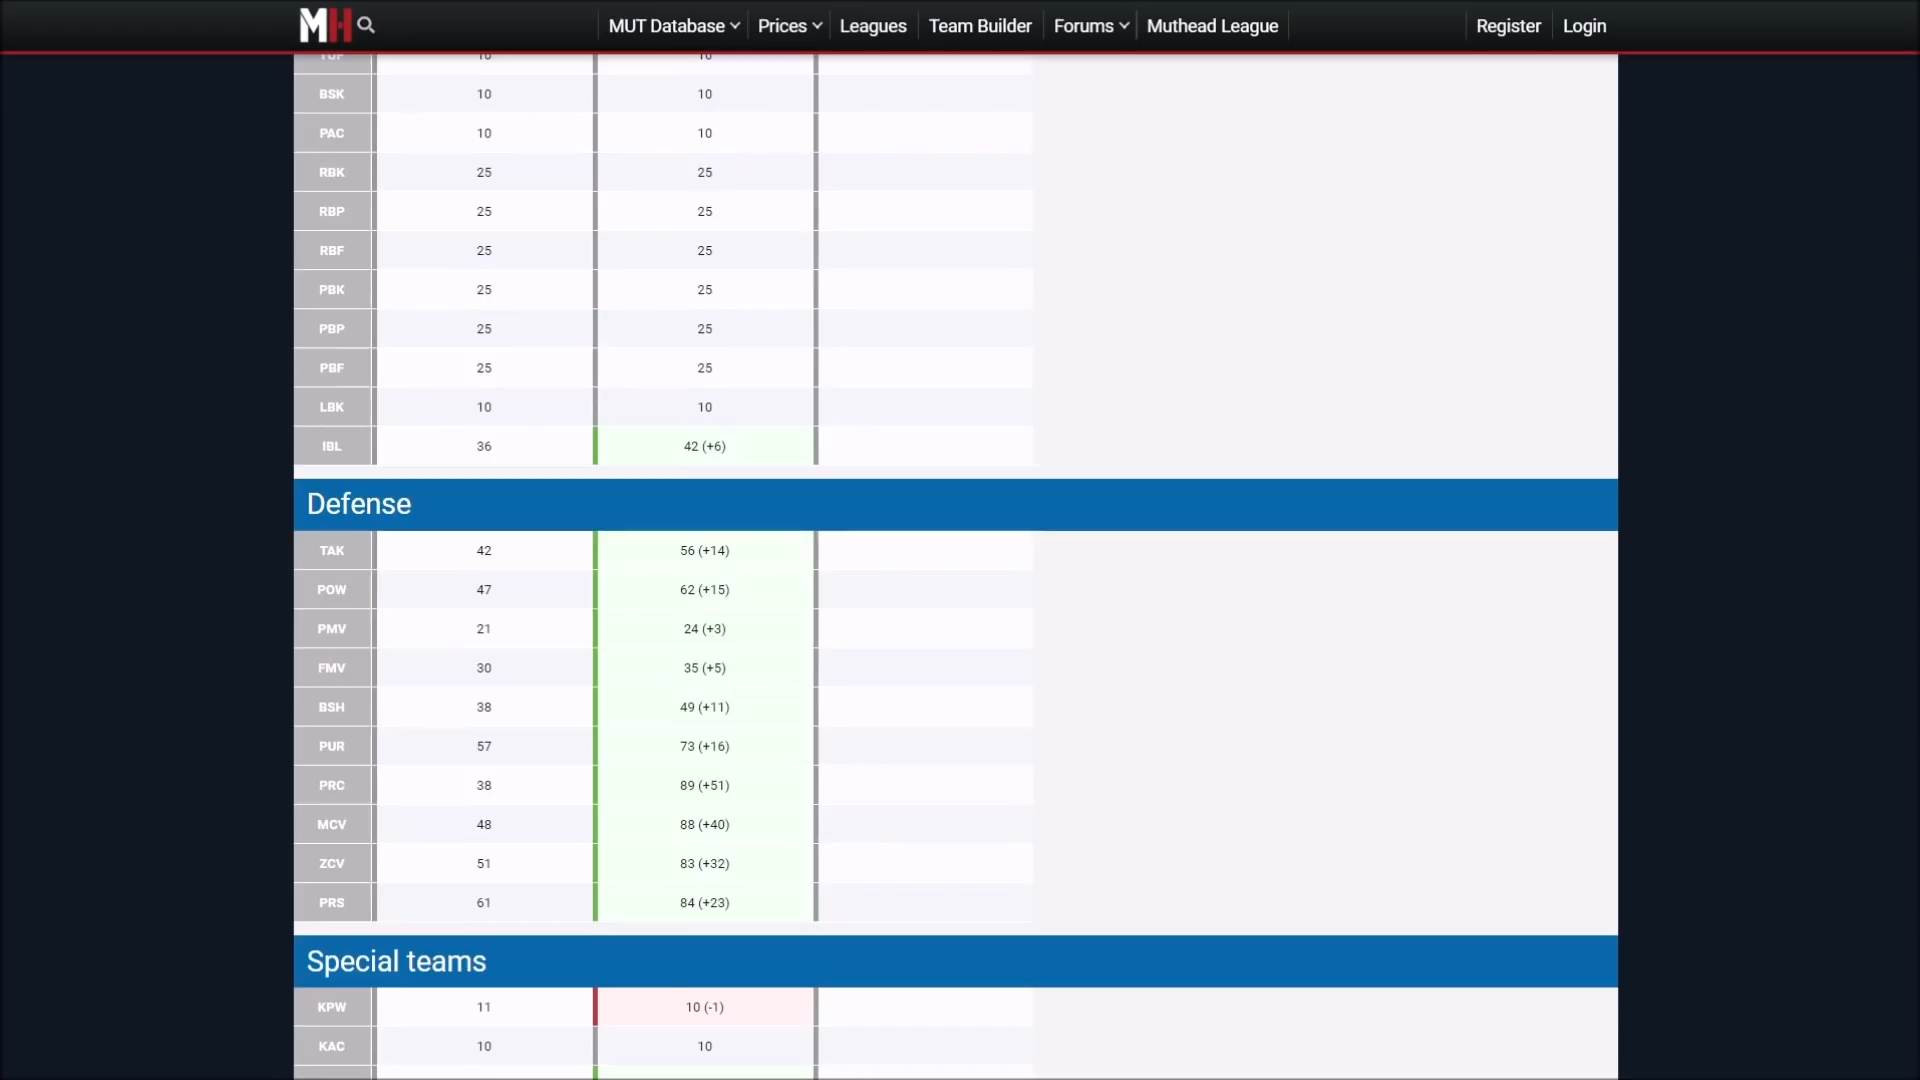 MH MUT Database Prices Leagues Team Builder Forums Muthead League Register Login
10 10
BSK 10 10
PAC 10 10
RBK 25 25
RBP 25 25
RBF 25 25
PBK 25 25
PBP 25 25
PBF 25 25
LBK 10 10
IBL 36 42 (+6)
Defense
TAK 42 56 (+14)
POW 47 62 (+15)
PMV 21 24 (+3)
FMV 30 35 (+5)
BSH 38 49 (+11)
PUR 57 73 (+16)
PRC 38 89 (+51)
MCV 48 88 (+40)
ZCV 51 83 (+32)
PRS 61 84 (+23)
Special teams
KPW 11 10 (-1)
KAC 10 10